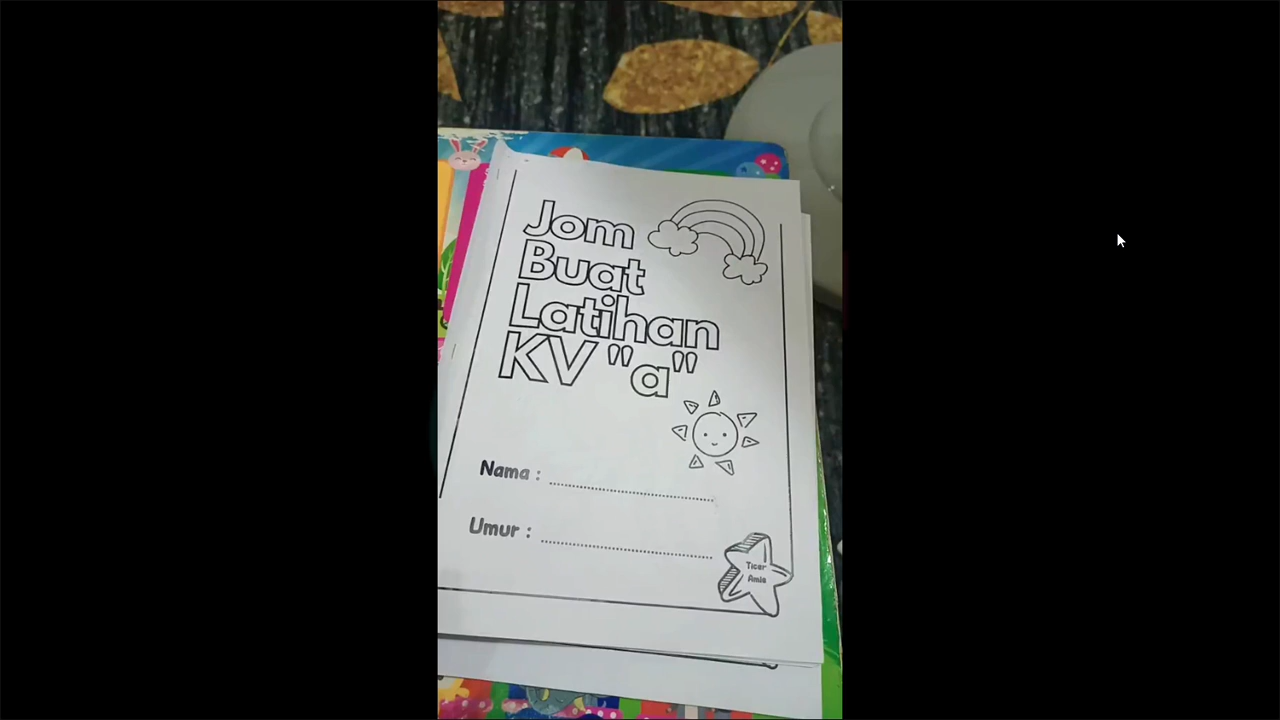 Jom
Buat
Latihan
KV "a"
Nama : ........................................
Umur : ........................................
Ticer
Amie